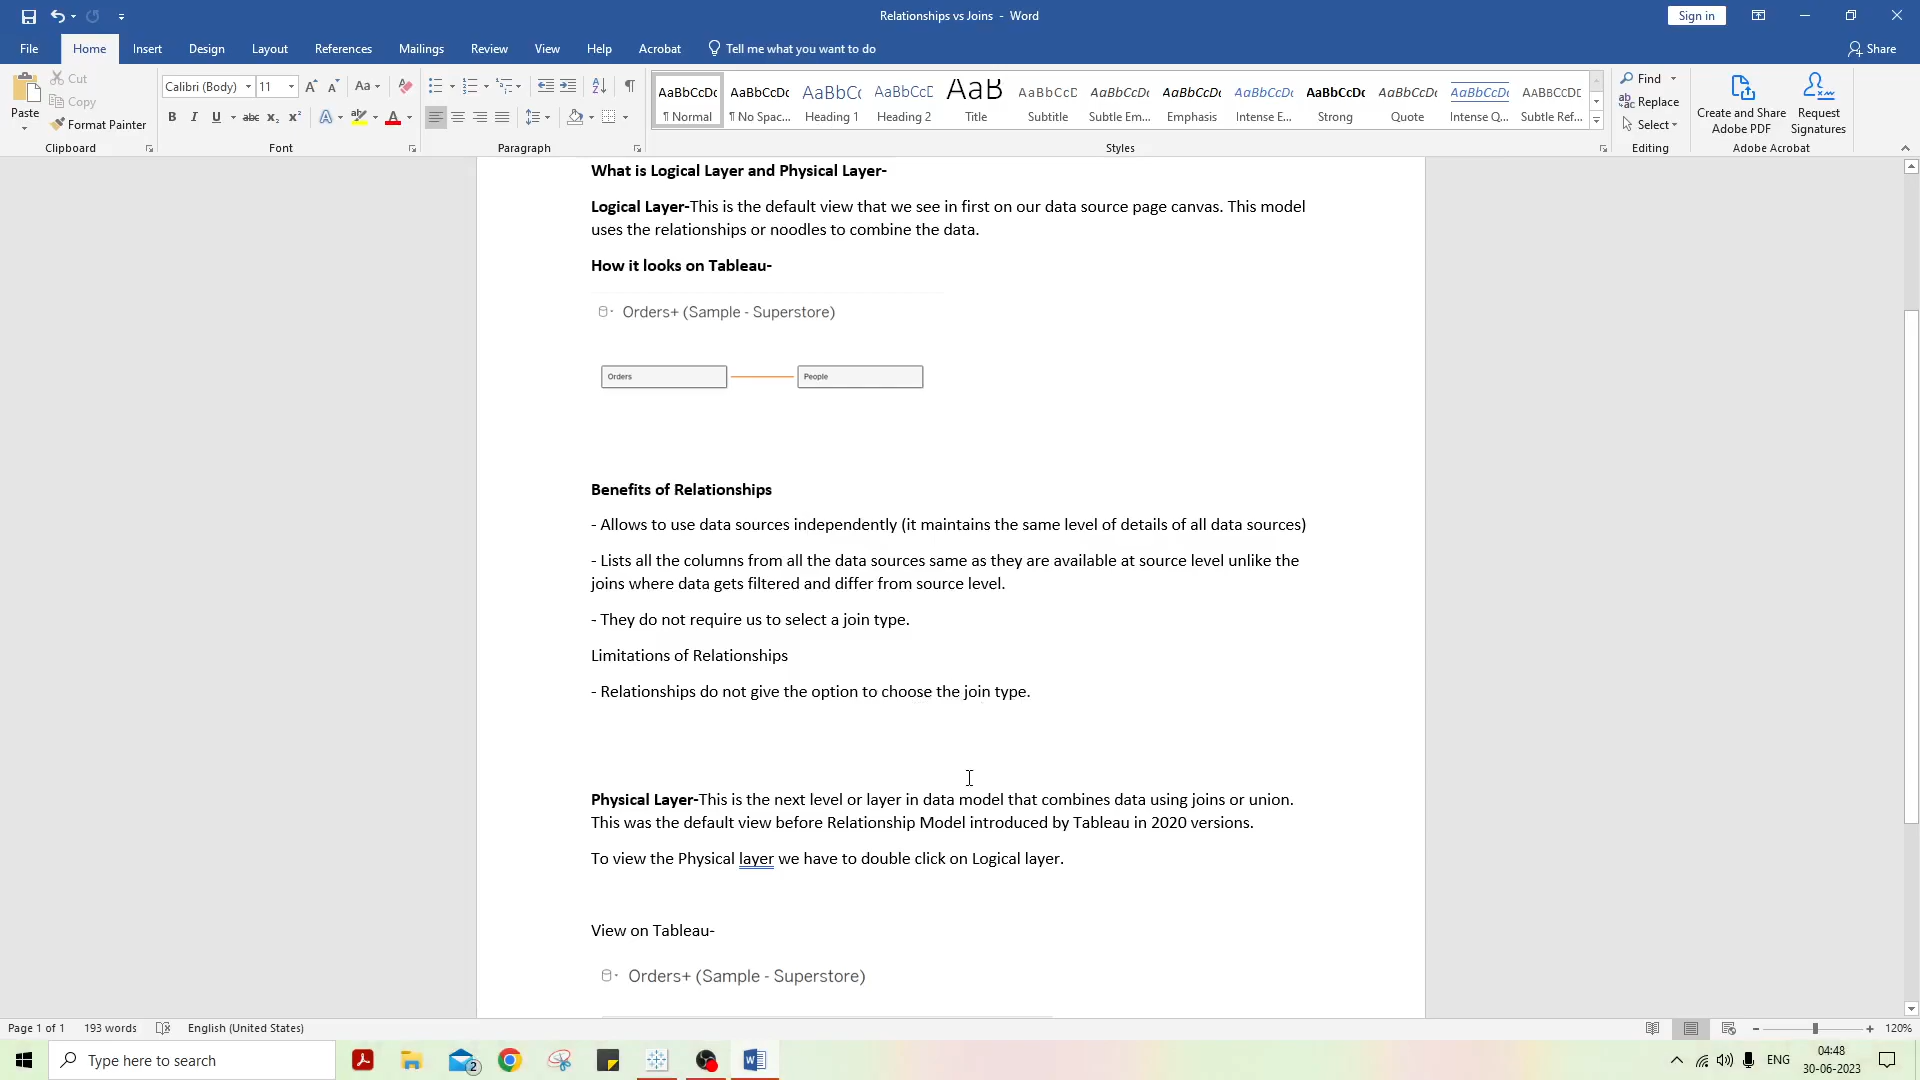 Relationships vs Joins - Word
Sign in
File Home Insert Design Layout References Mailings Review View Help Acrobat Tell me what you want to do Share
Paste
Cut
Copy
Format Painter
Clipboard
Calibri (Body) 11
Font
Paragraph
AaBbCcDc ¶ Normal
AaBbCcDc ¶ No Spac...
AaBbCc Heading 1
AaBbCcD Heading 2
AaB Title
AaBbCcD Subtitle
AaBbCcDc Subtle Em...
AaBbCcDc Emphasis
AaBbCcDc Intense E...
AaBbCcDc Strong
AaBbCcDc Quote
AaBbCcDc Intense Q...
AABBCCDC Subtle Ref...
Styles
Find
Replace
Select
Editing
Create and Share Adobe PDF
Request Signatures
Adobe Acrobat
What is Logical Layer and Physical Layer-
Logical Layer-This is the default view that we see in first on our data source page canvas. This model
uses the relationships or noodles to combine the data.
How it looks on Tableau-
Orders+ (Sample - Superstore)
Orders People
Benefits of Relationships
- Allows to use data sources independently (it maintains the same level of details of all data sources)
- Lists all the columns from all the data sources same as they are available at source level unlike the
joins where data gets filtered and differ from source level.
- They do not require us to select a join type.
Limitations of Relationships
- Relationships do not give the option to choose the join type.
Physical Layer-This is the next level or layer in data model that combines data using joins or union.
This was the default view before Relationship Model introduced by Tableau in 2020 versions.
To view the Physical layer we have to double click on Logical layer.
View on Tableau-
Orders+ (Sample - Superstore)
Page 1 of 1 193 words English (United States) 120%
Type here to search
2
ENG
04:48
30-06-2023